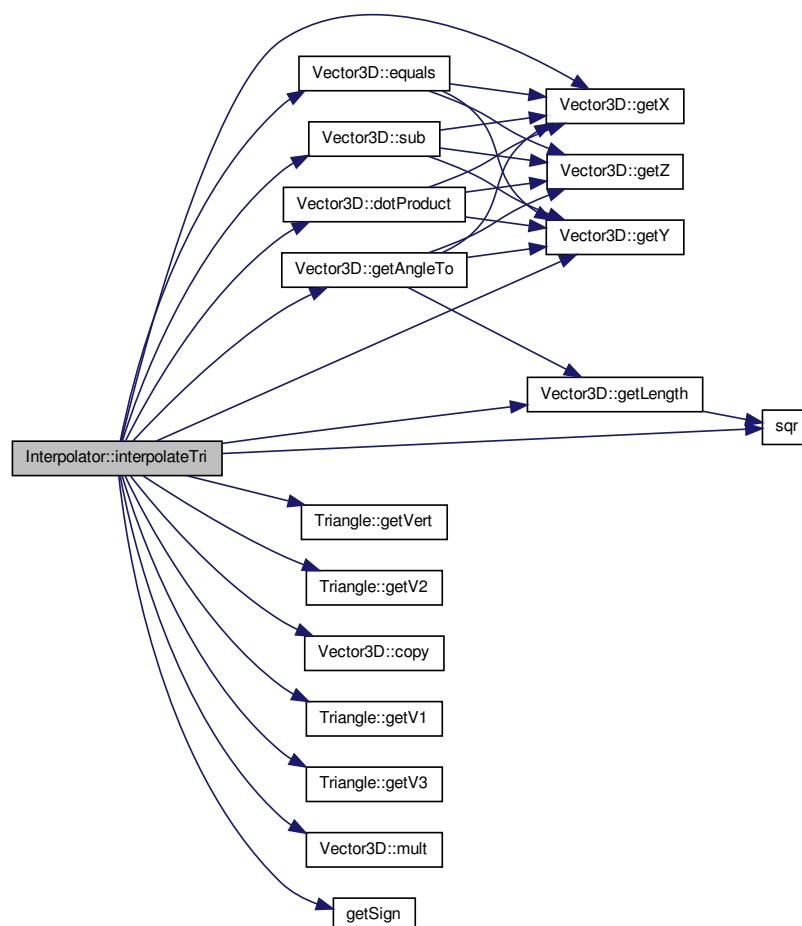 Vector3D::equals
Vector3D::getX
Vector3D::sub
Vector3D::getZ
Vector3D::dotProduct
Vector3D::getY
Vector3D::getAngleTo
Vector3D::getLength
sqr
Interpolator::interpolateTri
Triangle::getVert
Triangle::getV2
Vector3D::copy
Triangle::getV1
Triangle::getV3
Vector3D::mult
getSign